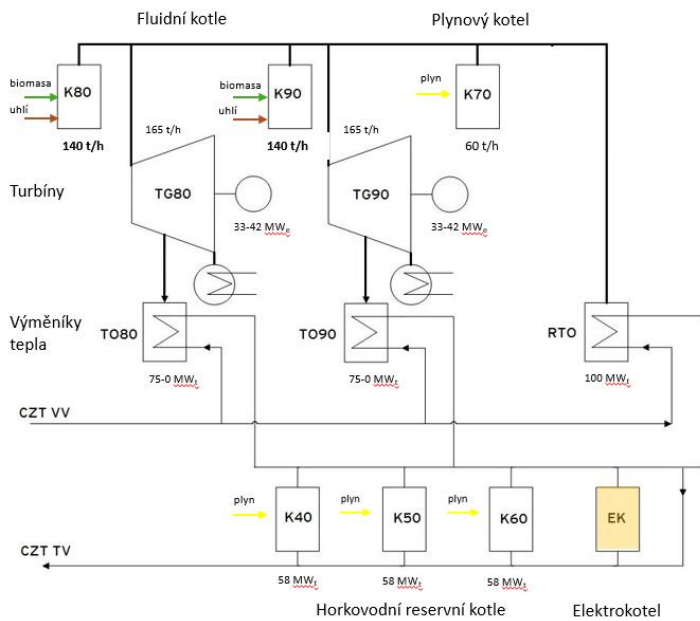 Fluidní kotle
Plynový kotel
biomasa
uhlí
K80
biomasa
uhlí
K90
plyn
K70
140 t/h
140 t/h
60 t/h
165 t/h
165 t/h
Turbíny
TG80
TG90
33-42 MWe
33-42 MWe
Výměníky
tepla
TO80
TO90
RTO
75-0 MWt
75-0 MWt
100 MWt
CZT VV
plyn
K40
plyn
K50
plyn
K60
EK
CZT TV
58 MWt
58 MWt
58 MWt
Horkovodní reservní kotle
Elektrokotel